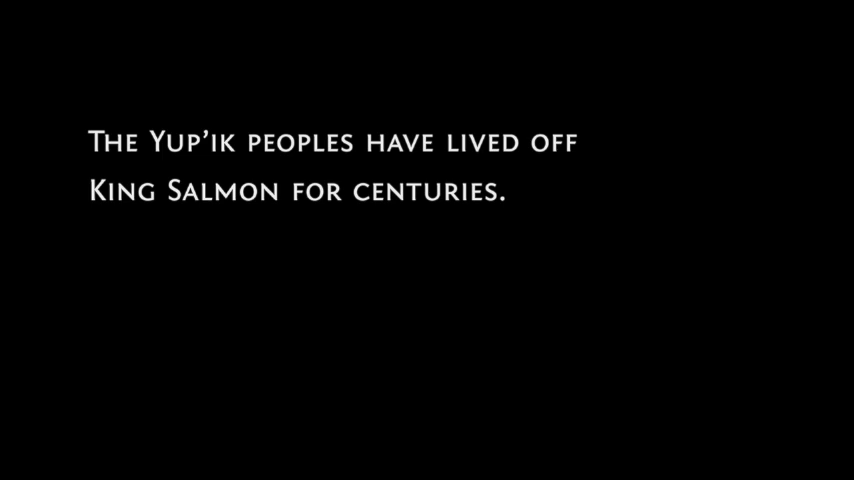 The Yup’ik peoples have lived off
King Salmon for centuries.